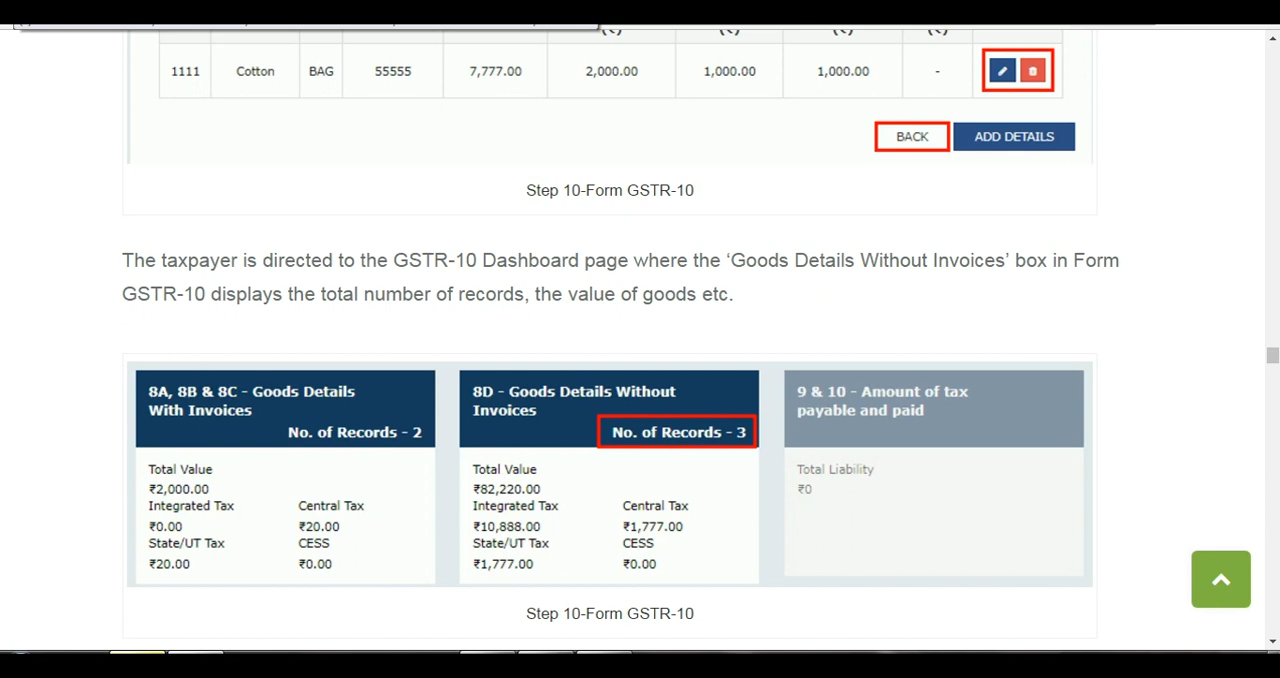 1111 Cotton BAG 55555 7,777.00 2,000.00 1,000.00 1,000.00 -
BACK ADD DETAILS
Step 10-Form GSTR-10
The taxpayer is directed to the GSTR-10 Dashboard page where the ‘Goods Details Without Invoices’ box in Form
GSTR-10 displays the total number of records, the value of goods etc.
8A, 8B & 8C - Goods Details
With Invoices
No. of Records - 2
Total Value
₹2,000.00
Integrated Tax Central Tax
₹0.00 ₹20.00
State/UT Tax CESS
₹20.00 ₹0.00
8D - Goods Details Without
Invoices
No. of Records - 3
Total Value
₹82,220.00
Integrated Tax Central Tax
₹10,888.00 ₹1,777.00
State/UT Tax CESS
₹1,777.00 ₹0.00
9 & 10 - Amount of tax
payable and paid
Total Liability
₹0
Step 10-Form GSTR-10